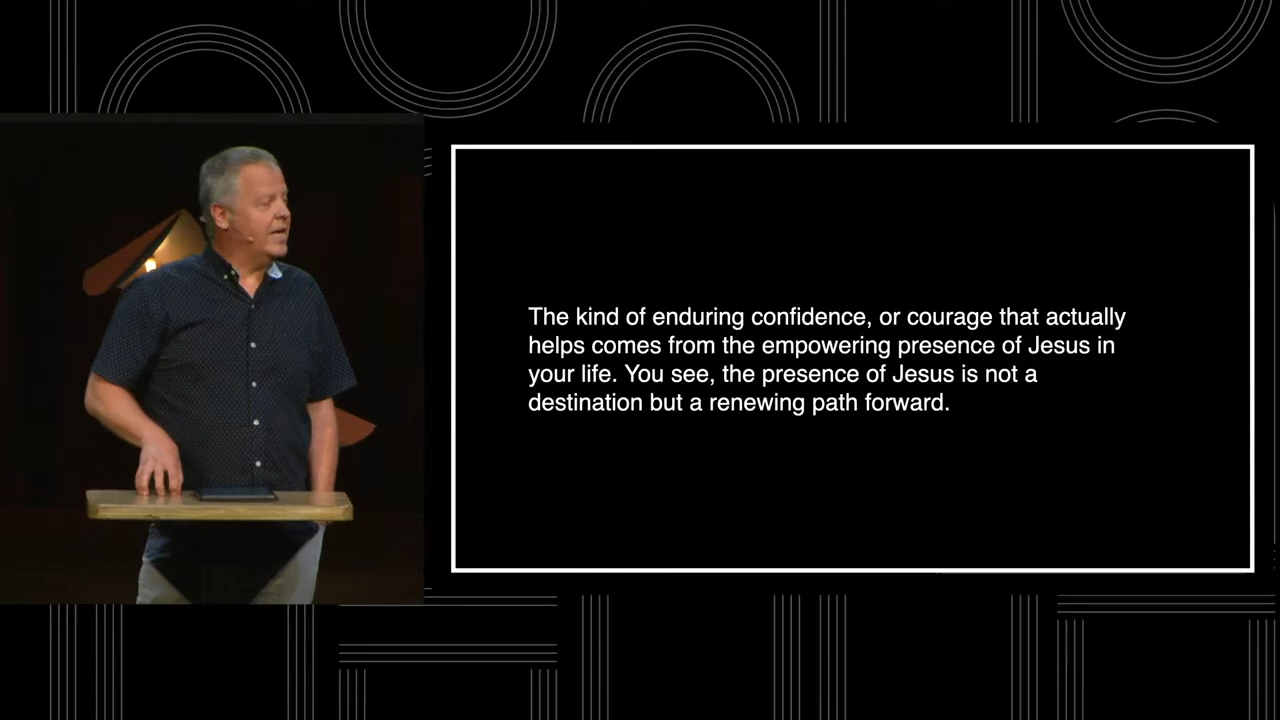 The kind of enduring confidence, or courage that actually
helps comes from the empowering presence of Jesus in
your life. You see, the presence of Jesus is not a
destination but a renewing path forward.